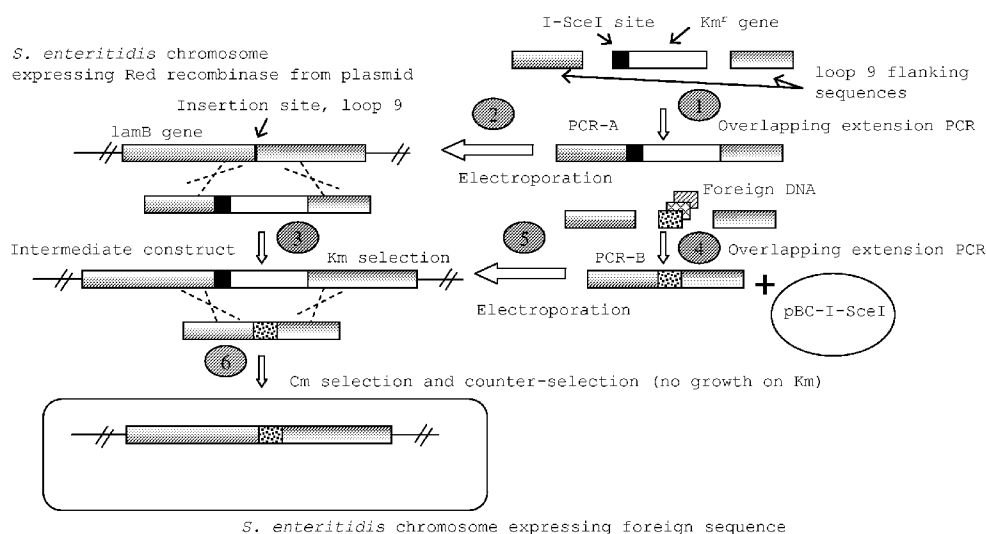 I-SceI site
Kmʳ gene
S. enteritidis chromosome
expressing Red recombinase from plasmid
loop 9 flanking
sequences
Insertion site, loop 9
lamB gene
2
1
PCR-A
Overlapping extension PCR
Electroporation
Foreign DNA
3
5
4
Intermediate construct
Km selection
PCR-B
Overlapping extension PCR
+
pBC-I-SceI
Electroporation
6
Cm selection and counter-selection (no growth on Km)
S. enteritidis chromosome expressing foreign sequence